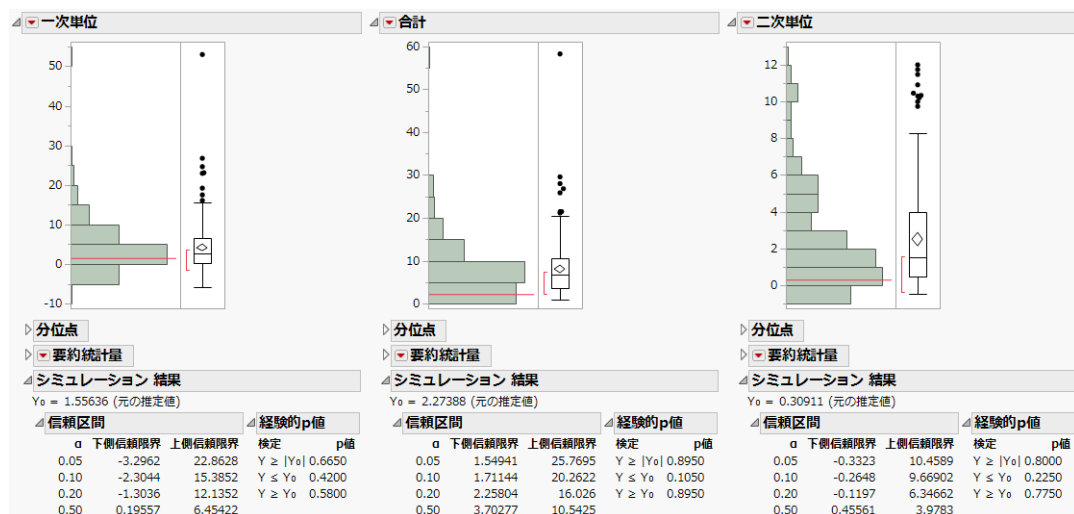 一次単位
50
40
30
20
10
0
-10
分位点
要約統計量
シミュレーション 結果
Y₀ = 1.55636 (元の推定値)
信頼区間
α 下側信頼限界 上側信頼限界
0.05 -3.2962 22.8628
0.10 -2.3044 15.3852
0.20 -1.3036 12.1352
0.50 0.19557 6.45422
経験的p値
検定 p値
Y ≥ |Y₀| 0.6650
Y ≤ Y₀ 0.4200
Y ≥ Y₀ 0.5800
合計
60
50
40
30
20
10
0
分位点
要約統計量
シミュレーション 結果
Y₀ = 2.27388 (元の推定値)
信頼区間
α 下側信頼限界 上側信頼限界
0.05 1.54941 25.7695
0.10 1.71144 20.2622
0.20 2.25804 16.026
0.50 3.70277 10.5425
経験的p値
検定 p値
Y ≥ |Y₀| 0.8950
Y ≤ Y₀ 0.1050
Y ≥ Y₀ 0.8950
二次単位
12
10
8
6
4
2
0
分位点
要約統計量
シミュレーション 結果
Y₀ = 0.30911 (元の推定値)
信頼区間
α 下側信頼限界 上側信頼限界
0.05 -0.3323 10.4589
0.10 -0.2648 9.66902
0.20 -0.1197 6.34662
0.50 0.45561 3.9783
経験的p値
検定 p値
Y ≥ |Y₀| 0.8000
Y ≤ Y₀ 0.2250
Y ≥ Y₀ 0.7750